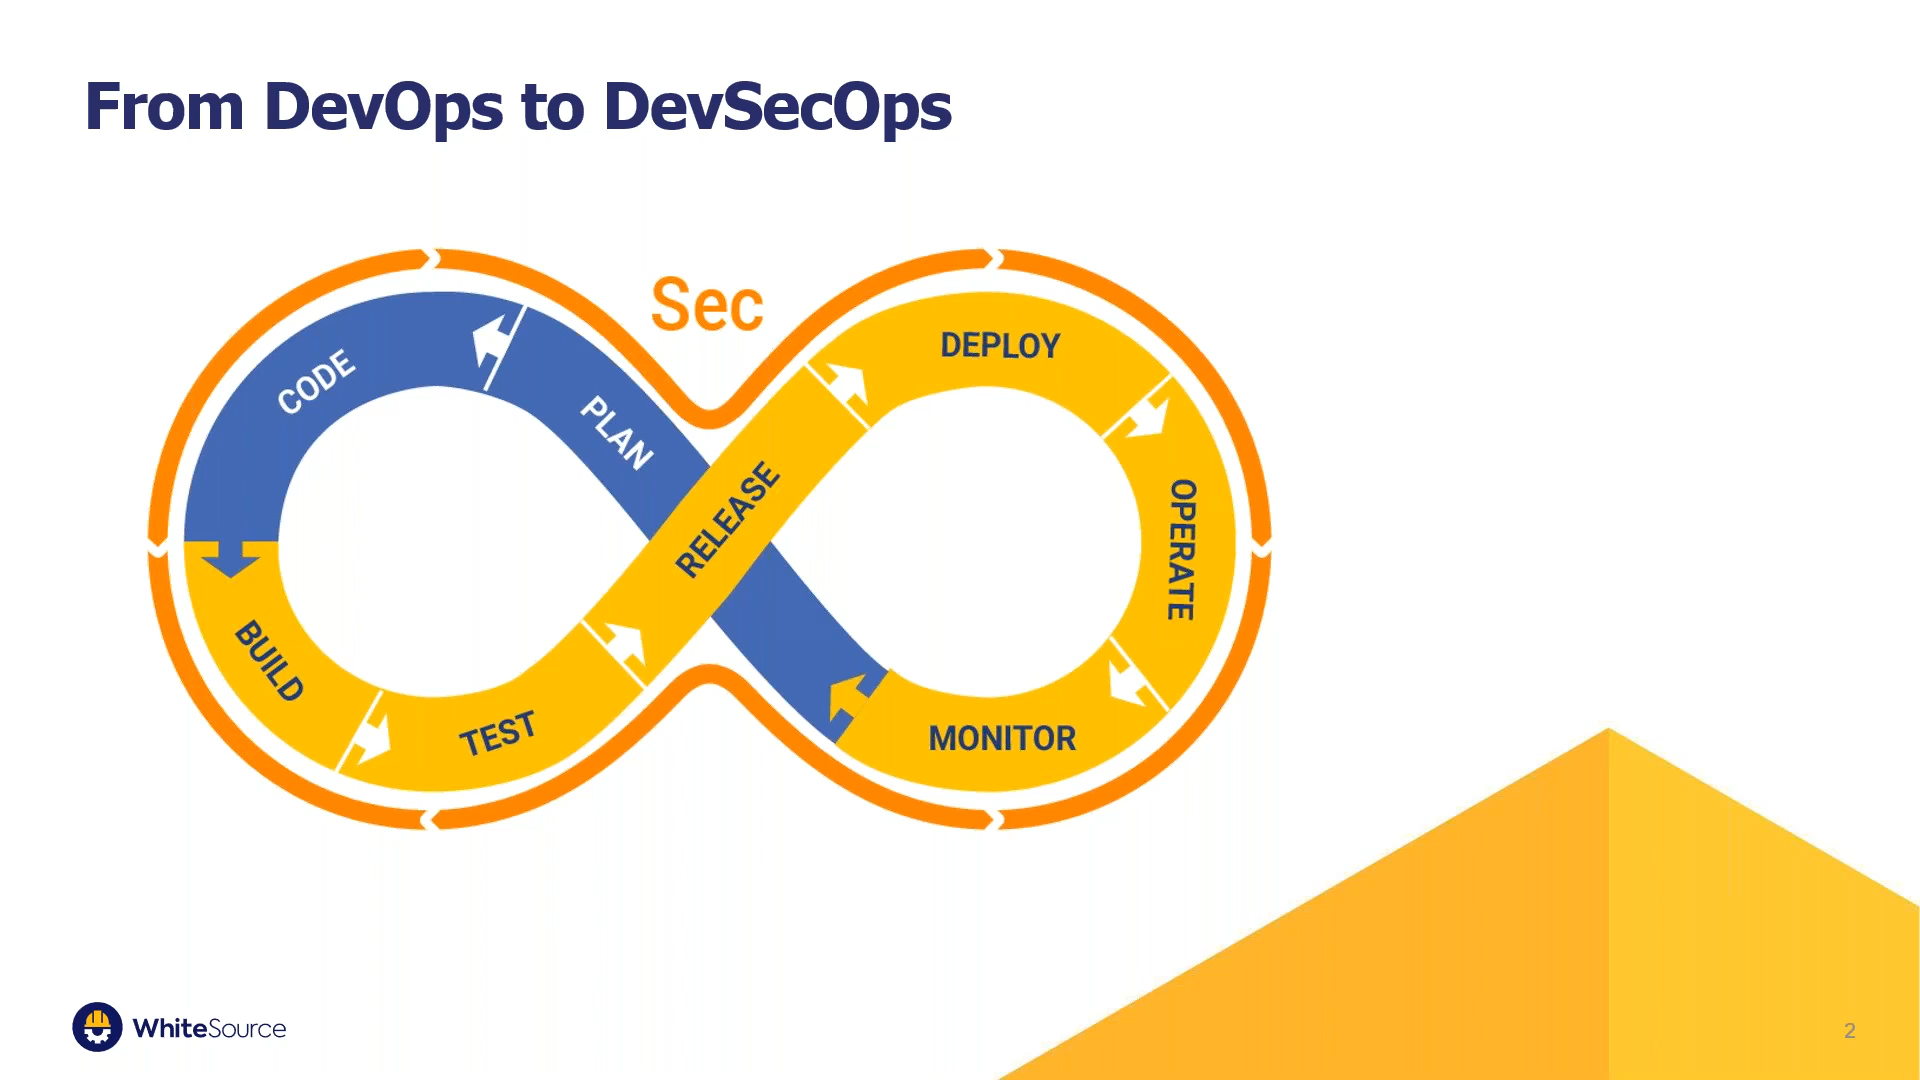 From DevOps to DevSecOps
Sec
CODE
PLAN
DEPLOY
RELEASE
OPERATE
BUILD
TEST
MONITOR
WhiteSource
2